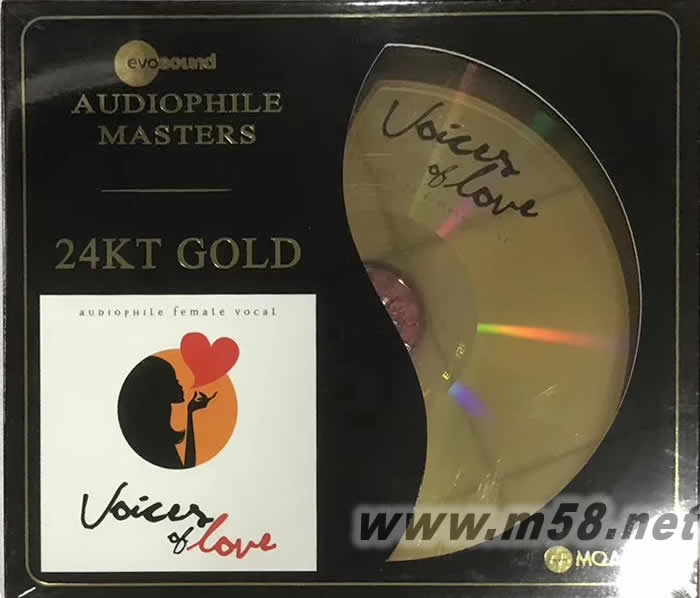 evosound
AUDIOPHILE
MASTERS
24KT GOLD
AUDIOPHILE female vocal
Voices
of love
Voices
of love
www.m58.net
MQA